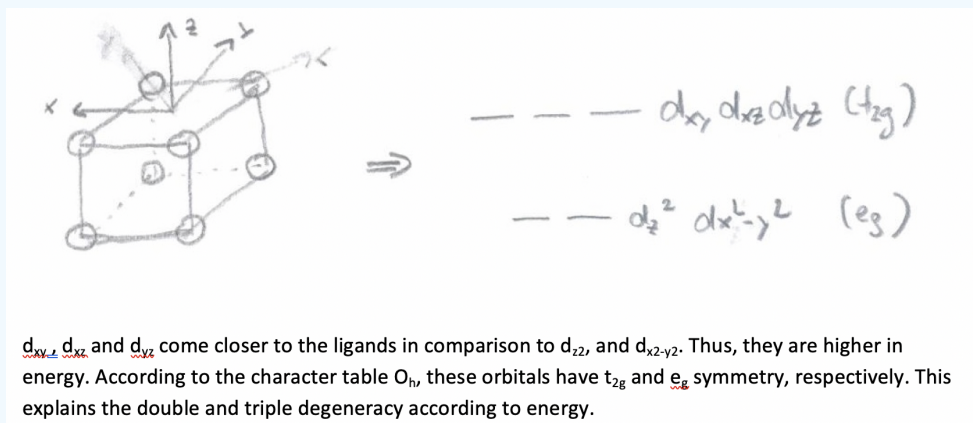 z
y
x
x
⇒
— — — dxy dxz dyz (t2g)
— — dz² dx²-y² (eg)
dxy, dxz and dyz come closer to the ligands in comparison to dz2, and dx2-y2. Thus, they are higher in
energy. According to the character table Oh, these orbitals have t2g and eg symmetry, respectively. This
explains the double and triple degeneracy according to energy.